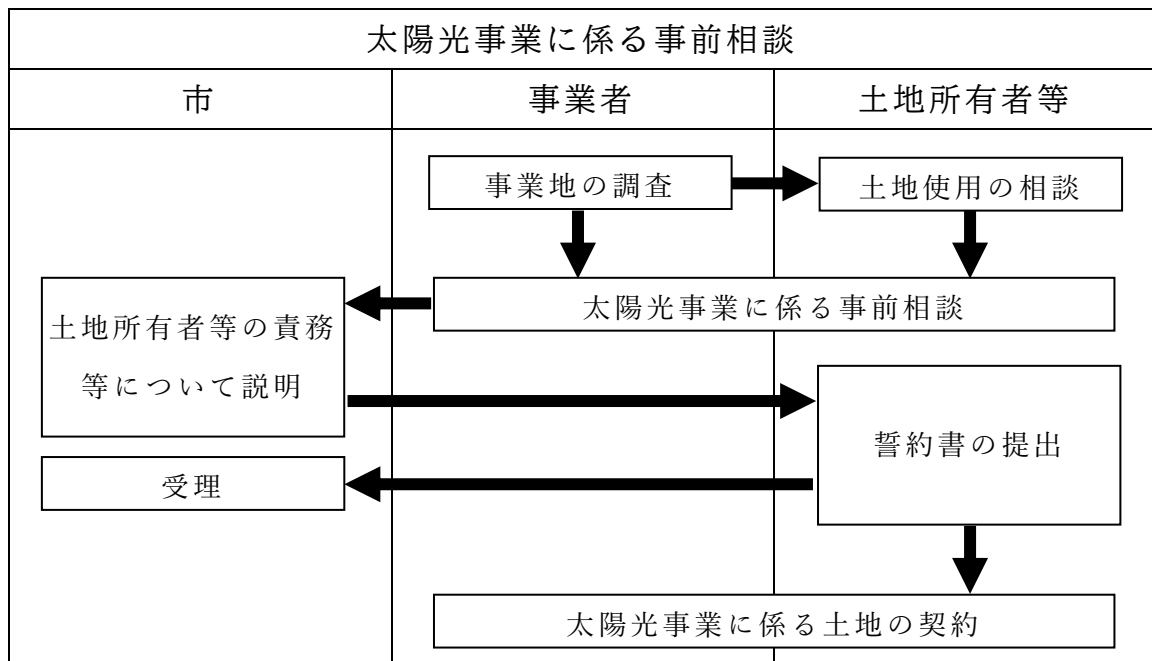 太陽光事業に係る事前相談
市
事業者
土地所有者等
事業地の調査
土地使用の相談
太陽光事業に係る事前相談
土地所有者等の責務
等について説明
誓約書の提出
受理
太陽光事業に係る土地の契約